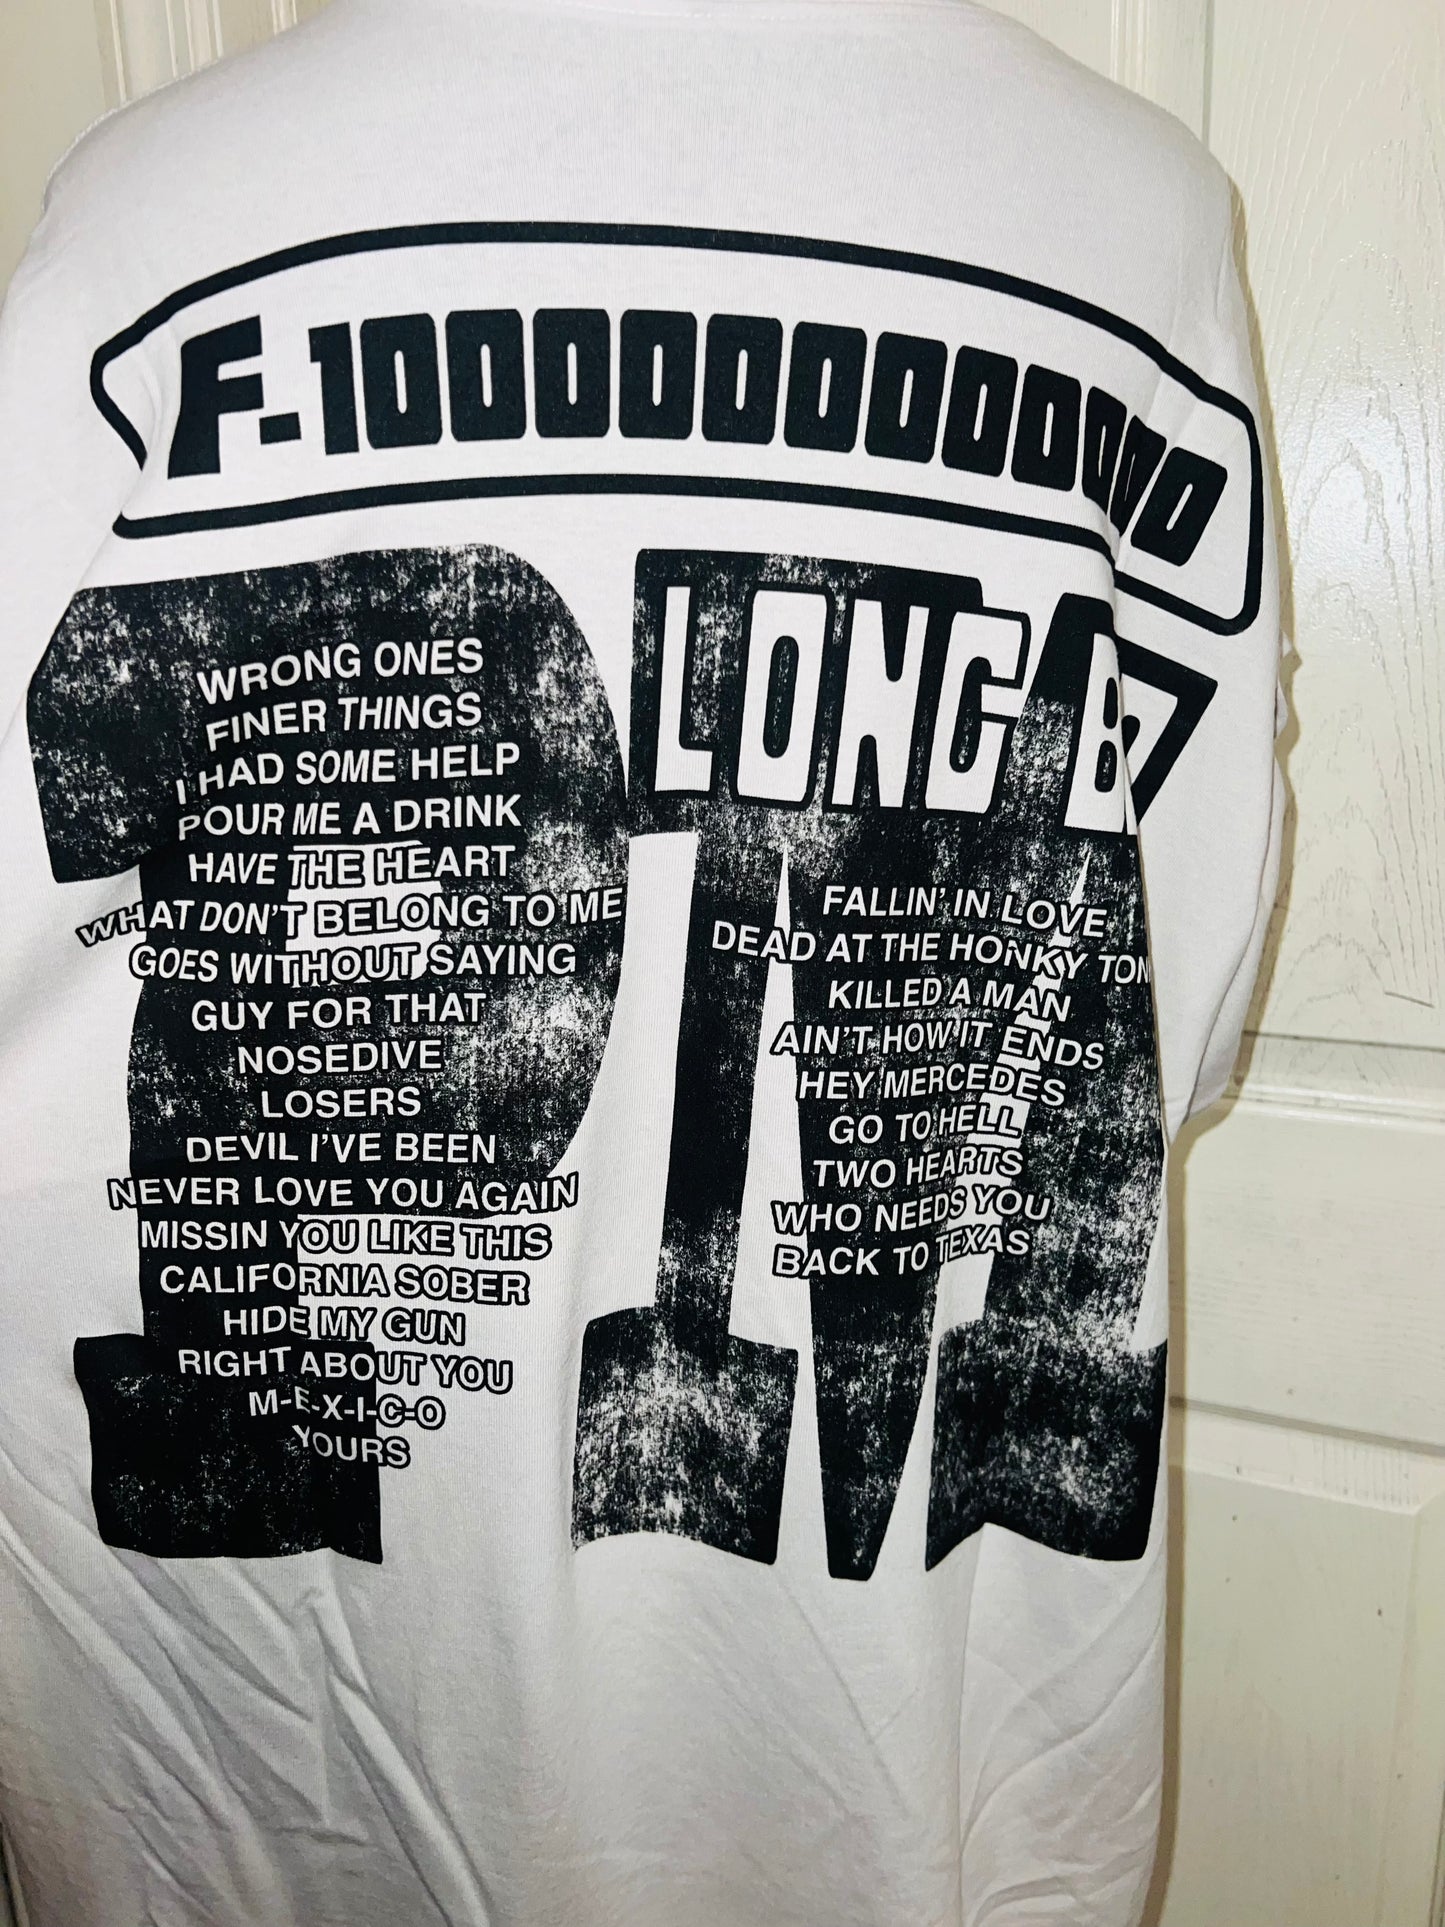 F-1000000000000
PM
LONG B
WRONG ONES
FINER THINGS
I HAD SOME HELP
POUR ME A DRINK
HAVE THE HEART
WHAT DON'T BELONG TO ME
GOES WITHOUT SAYING
GUY FOR THAT
NOSEDIVE
LOSERS
DEVIL I'VE BEEN
NEVER LOVE YOU AGAIN
MISSIN YOU LIKE THIS
CALIFORNIA SOBER
HIDE MY GUN
RIGHT ABOUT YOU
M-E-X-I-C-O
YOURS
FALLIN' IN LOVE
DEAD AT THE HONKY TON
KILLED A MAN
AIN'T HOW IT ENDS
HEY MERCEDES
GO TO HELL
TWO HEARTS
WHO NEEDS YOU
BACK TO TEXAS